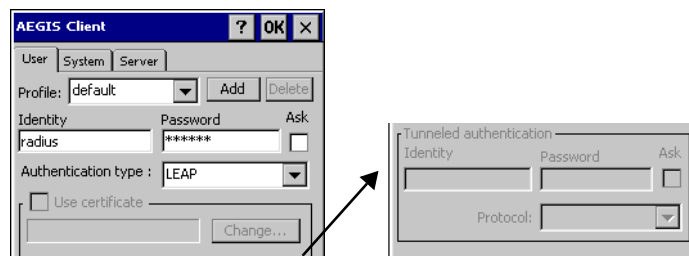 AEGIS Client ? OK ×
User System Server
Profile: default Add Delete
Identity Password Ask
radius ******
Authentication type : LEAP
Use certificate
Change...
Tunneled authentication
Identity Password Ask
Protocol: